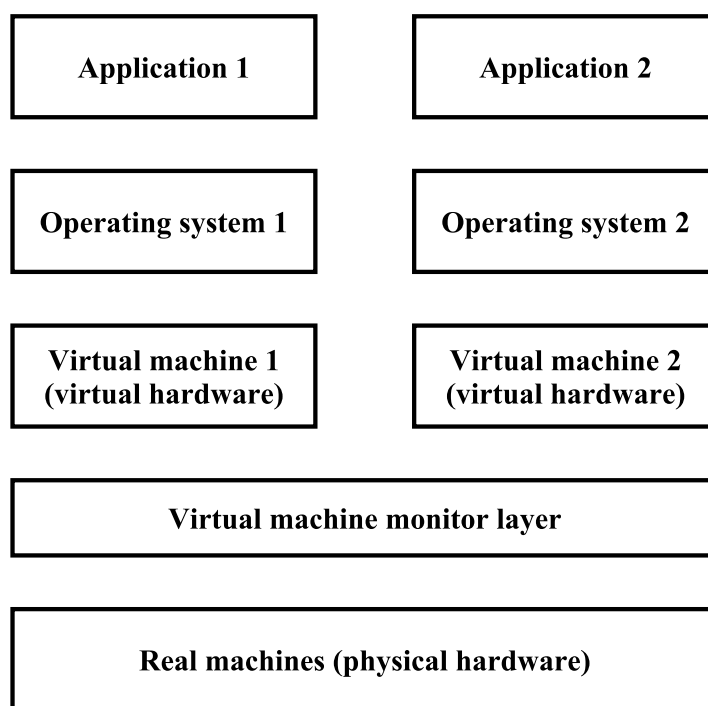 Application 1
Application 2
Operating system 1
Operating system 2
Virtual machine 1
(virtual hardware)
Virtual machine 2
(virtual hardware)
Virtual machine monitor layer
Real machines (physical hardware)